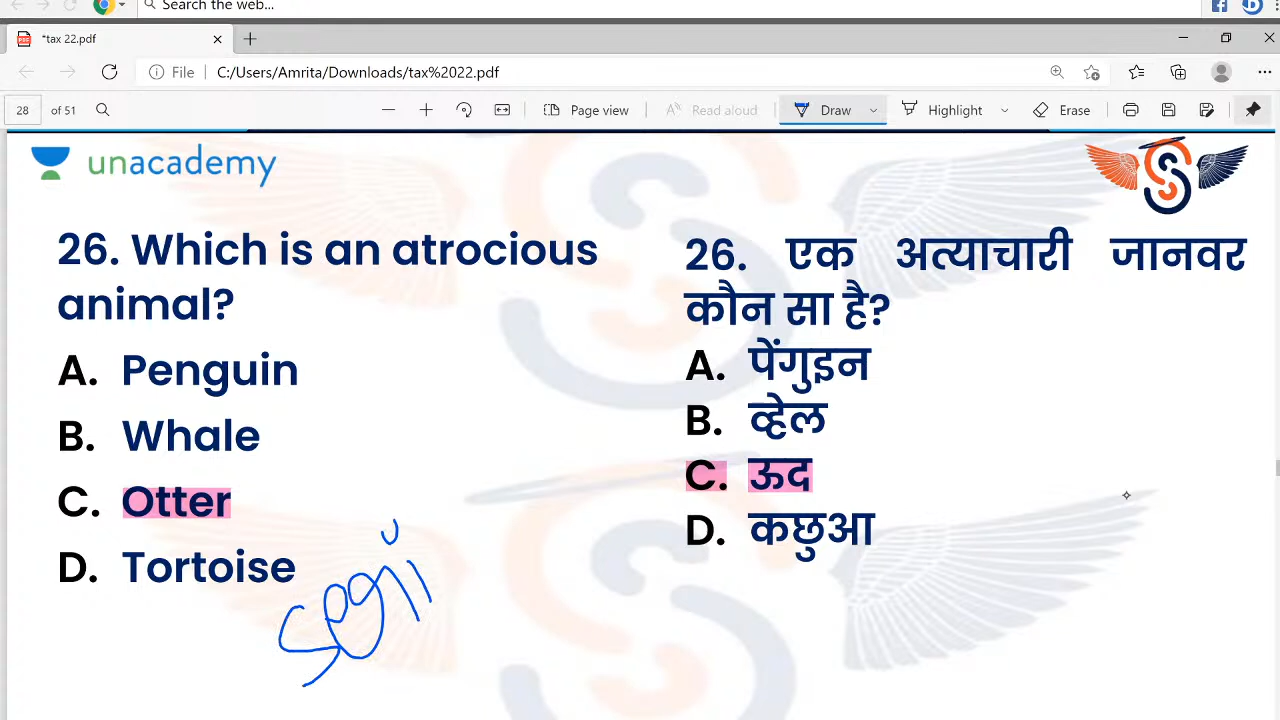 Search the web...
*tax 22.pdf
File
C:/Users/Amrita/Downloads/tax%2022.pdf
28 of 51
Page view
Read aloud
Draw
Highlight
Erase
unacademy
26. Which is an atrocious
animal?
A. Penguin
B. Whale
C. Otter
D. Tortoise
26. एक अत्याचारी जानवर
कौन सा है?
A. पेंगुइन
B. व्हेल
C. ऊद
D. कछुआ